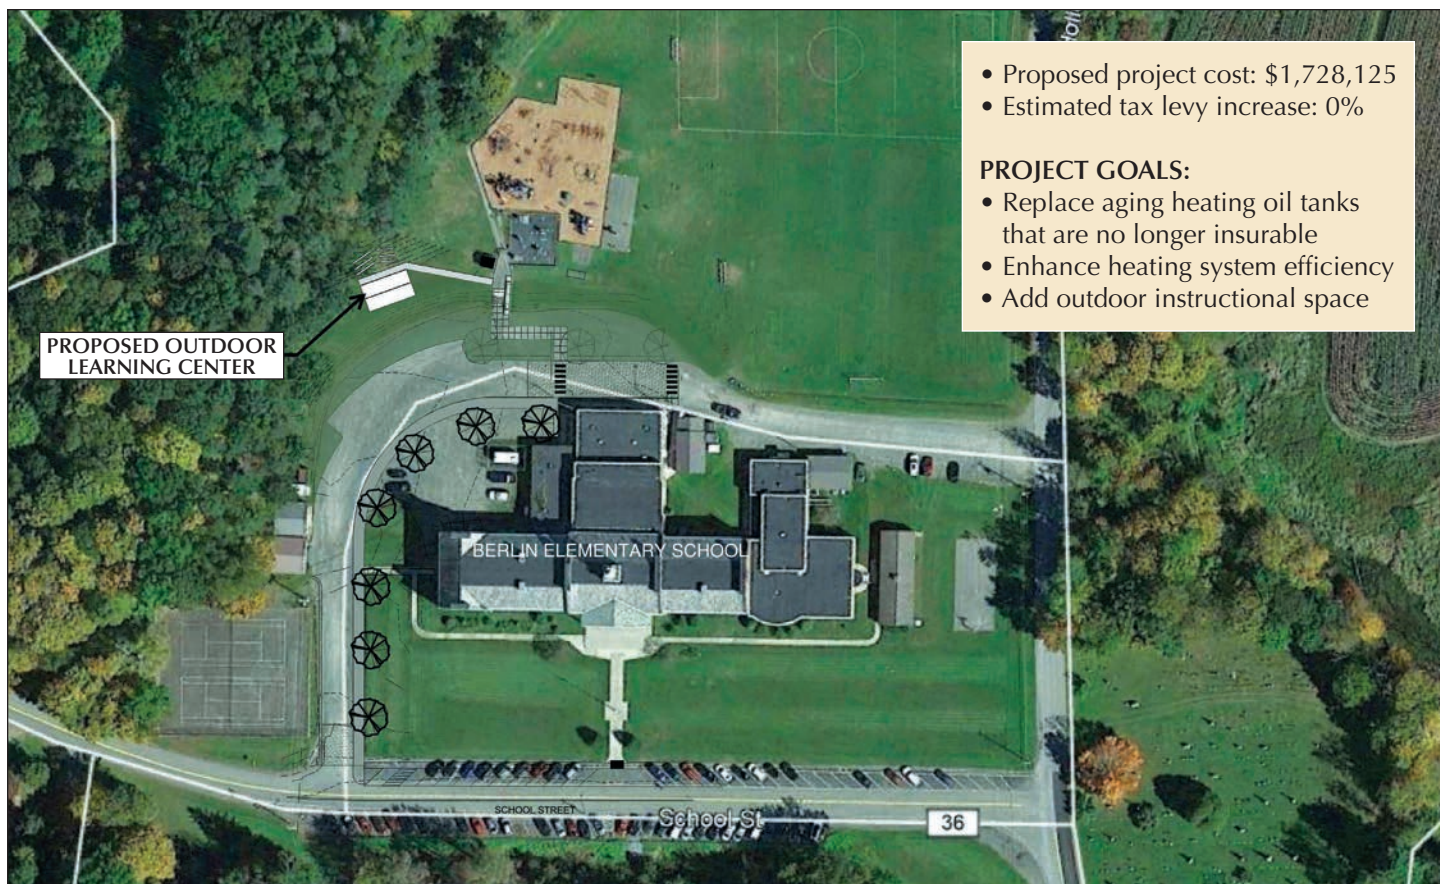 Holl
• Proposed project cost: $1,728,125
• Estimated tax levy increase: 0%
PROJECT GOALS:
• Replace aging heating oil tanks
that are no longer insurable
• Enhance heating system efficiency
• Add outdoor instructional space
PROPOSED OUTDOOR
LEARNING CENTER
BERLIN ELEMENTARY SCHOOL
SCHOOL STREET
School St
36